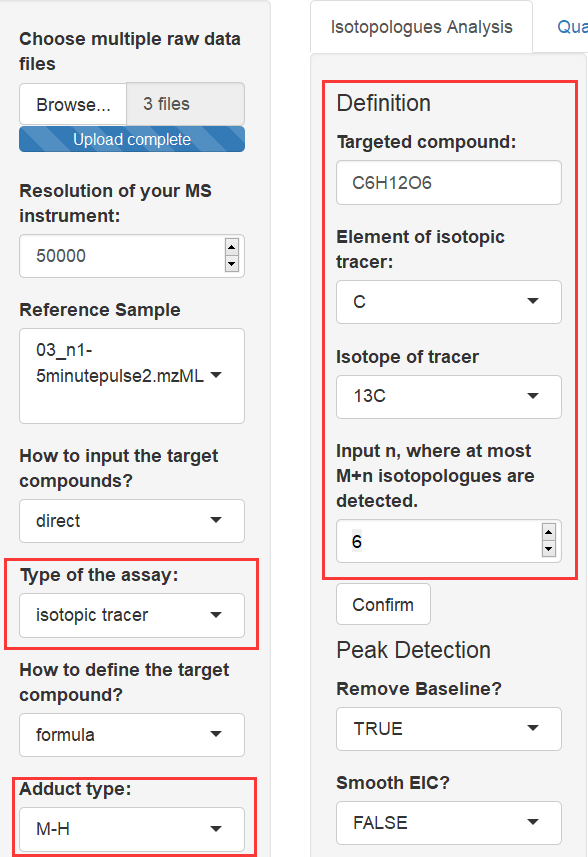 Choose multiple raw data
files
Browse...
3 files
Upload complete
Resolution of your MS
instrument:
50000
Reference Sample
03_n1-
5minutepulse2.mzML
How to input the target
compounds?
direct
Type of the assay:
isotopic tracer
How to define the target
compound?
formula
Adduct type:
M-H
Isotopologues Analysis
Qua
Definition
Targeted compound:
C6H12O6
Element of isotopic
tracer:
C
Isotope of tracer
13C
Input n, where at most
M+n isotopologues are
detected.
6
Confirm
Peak Detection
Remove Baseline?
TRUE
Smooth EIC?
FALSE